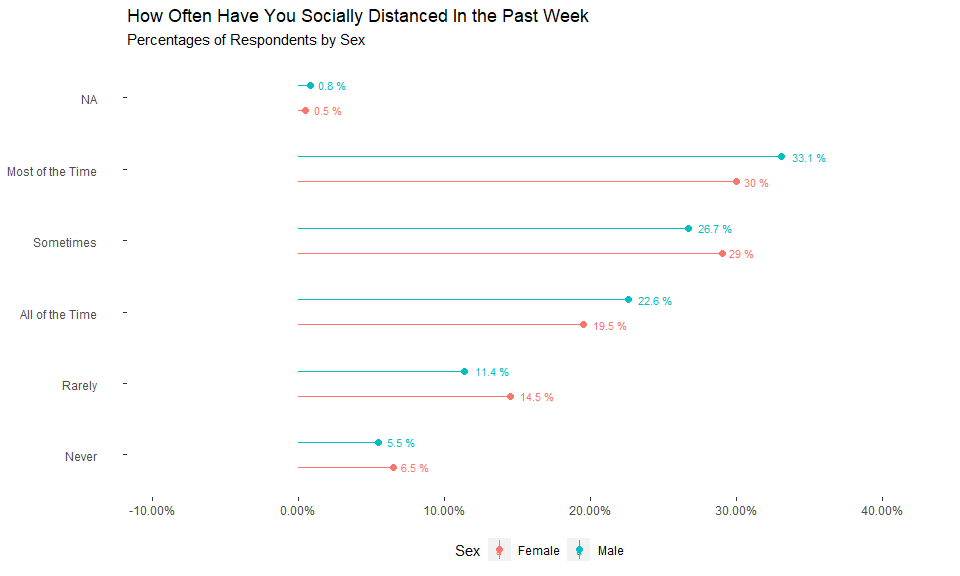 How Often Have You Socially Distanced In the Past Week
Percentages of Respondents by Sex
NA
0.8 %
0.5 %
Most of the Time
33.1 %
30 %
Sometimes
26.7 %
29 %
All of the Time
22.6 %
19.5 %
Rarely
11.4 %
14.5 %
Never
5.5 %
6.5 %
-10.00% 0.00% 10.00% 20.00% 30.00% 40.00%
Sex Female Male